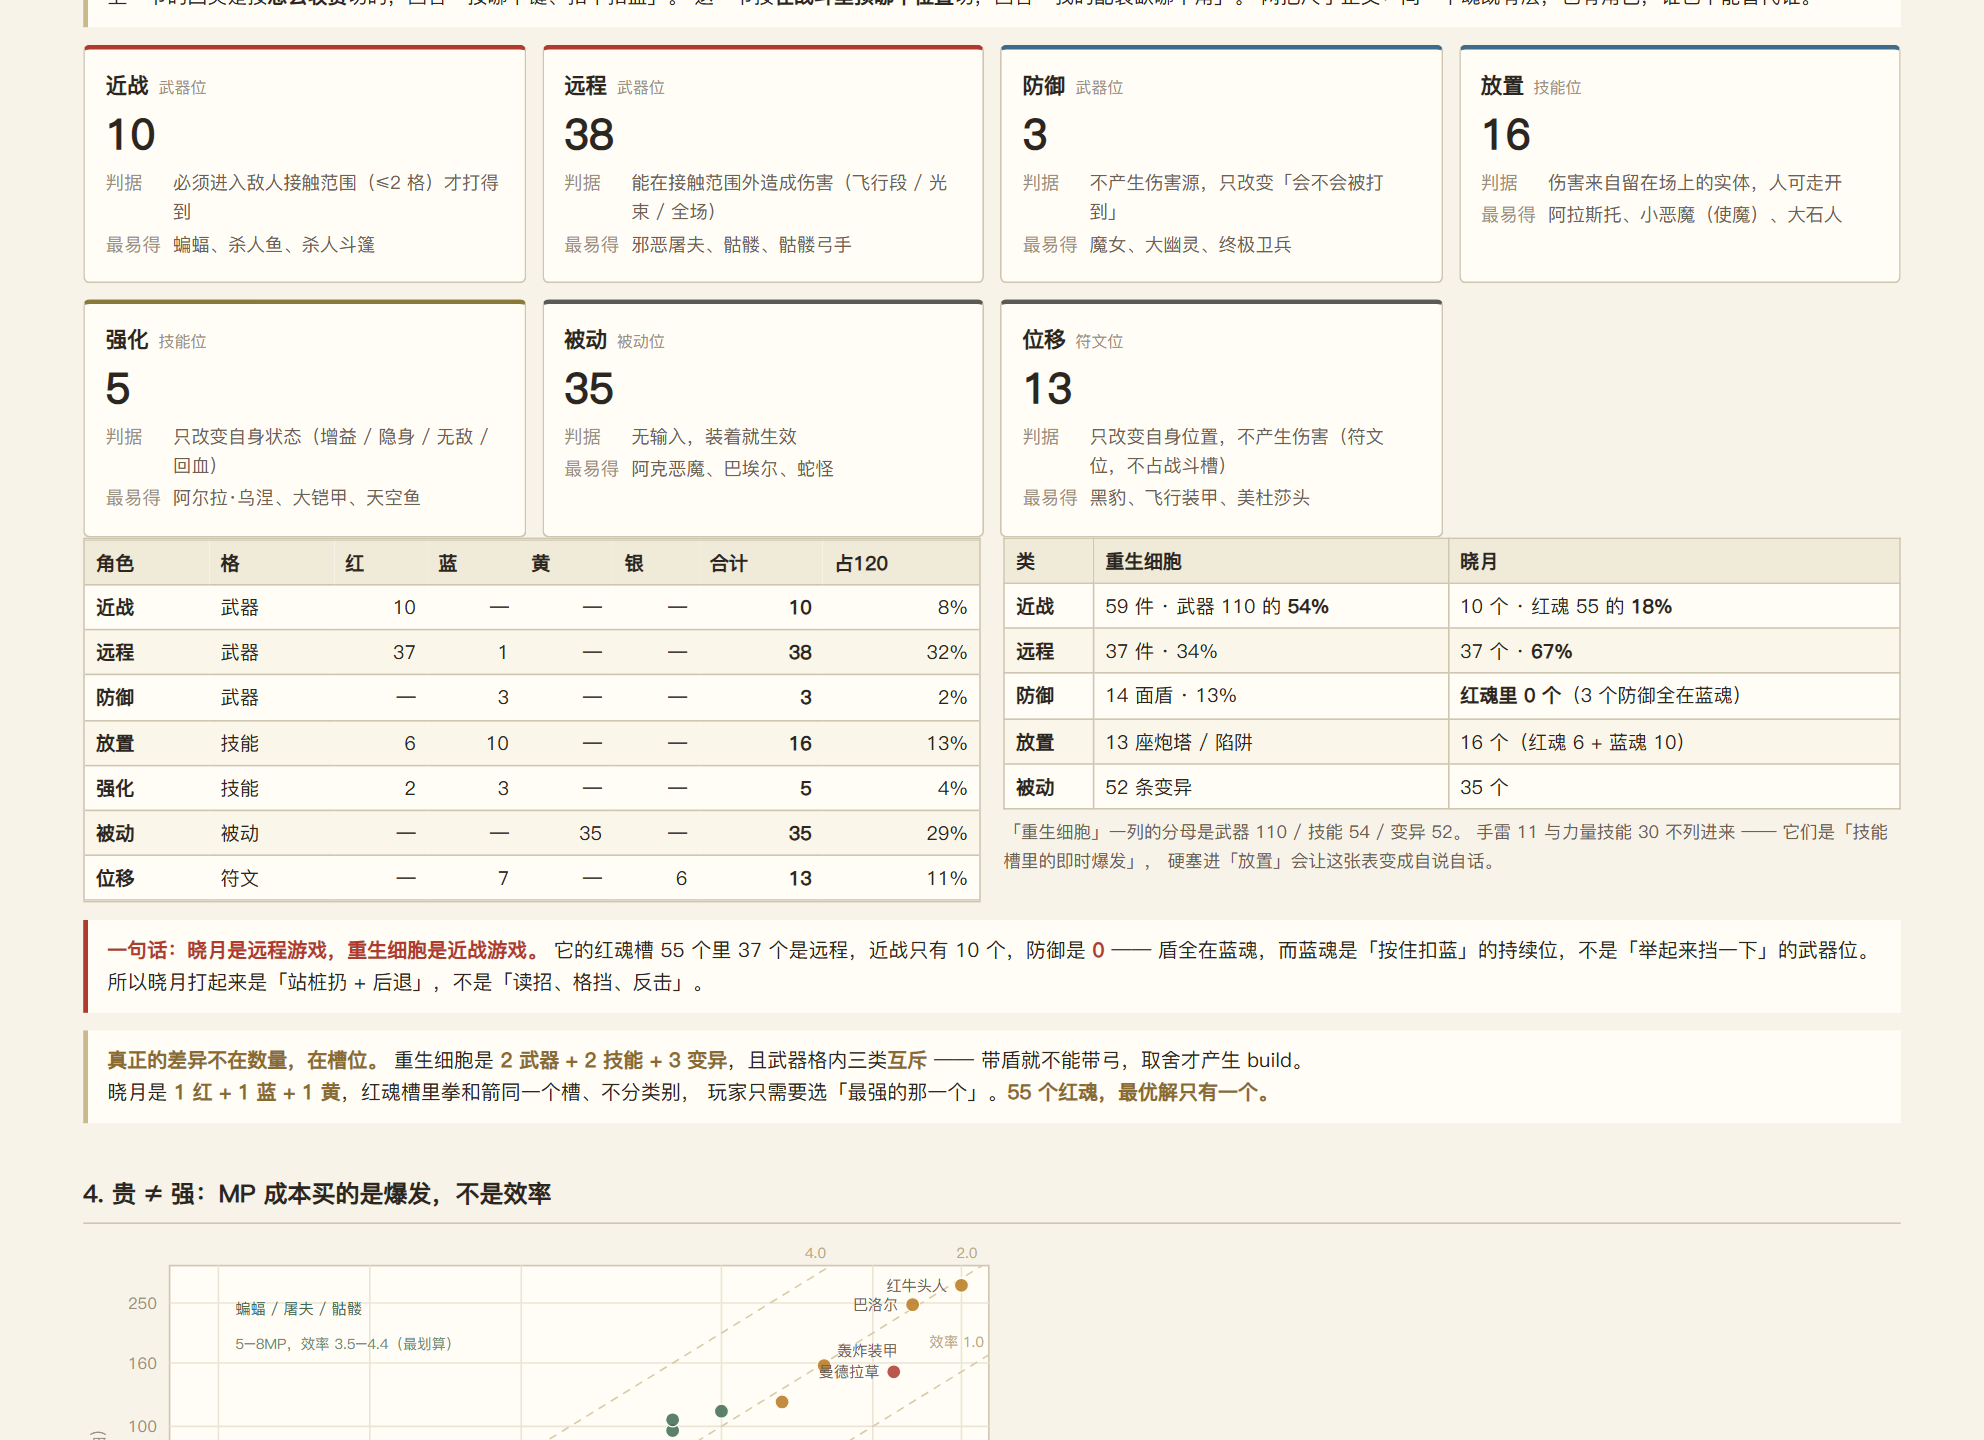 近战 武器位
10
判据 必须进入敌人接触范围（≤2 格）才打得
到
最易得 蝙蝠、杀人鱼、杀人斗篷
远程 武器位
38
判据 能在接触范围外造成伤害（飞行段 / 光
束 / 全场）
最易得 邪恶屠夫、骷髅、骷髅弓手
防御 武器位
3
判据 不产生伤害源，只改变「会不会被打
到」
最易得 魔女、大幽灵、终极卫兵
放置 技能位
16
判据 伤害来自留在场上的实体，人可走开
最易得 阿拉斯托、小恶魔（使魔）、大石人
强化 技能位
5
判据 只改变自身状态（增益 / 隐身 / 无敌 /
回血）
最易得 阿尔拉·乌涅、大铠甲、天空鱼
被动 被动位
35
判据 无输入，装着就生效
最易得 阿克恶魔、巴埃尔、蛇怪
位移 符文位
13
判据 只改变自身位置，不产生伤害（符文
位，不占战斗槽）
最易得 黑豹、飞行装甲、美杜莎头
角色 格 红 蓝 黄 银 合计 占120
近战 武器 10 — — — 10 8%
远程 武器 37 1 — — 38 32%
防御 武器 — 3 — — 3 2%
放置 技能 6 10 — — 16 13%
强化 技能 2 3 — — 5 4%
被动 被动 — — 35 — 35 29%
位移 符文 — 7 — 6 13 11%
类 重生细胞 晓月
近战 59 件 · 武器 110 的 54% 10 个 · 红魂 55 的 18%
远程 37 件 · 34% 37 个 · 67%
防御 14 面盾 · 13% 红魂里 0 个（3 个防御全在蓝魂）
放置 13 座炮塔 / 陷阱 16 个（红魂 6 + 蓝魂 10）
被动 52 条变异 35 个
「重生细胞」一列的分母是武器 110 / 技能 54 / 变异 52。 手雷 11 与力量技能 30 不列进来 —— 它们是「技能
槽里的即时爆发」， 硬塞进「放置」会让这张表变成自说自话。
一句话：晓月是远程游戏，重生细胞是近战游戏。 它的红魂槽 55 个里 37 个是远程，近战只有 10 个，防御是 0 —— 盾全在蓝魂，而蓝魂是「按住扣蓝」的持续位，不是「举起来挡一下」的武器位。
所以晓月打起来是「站桩扔 + 后退」，不是「读招、格挡、反击」。
真正的差异不在数量，在槽位。 重生细胞是 2 武器 + 2 技能 + 3 变异，且武器格内三类互斥 —— 带盾就不能带弓，取舍才产生 build。
晓月是 1 红 + 1 蓝 + 1 黄，红魂槽里拳和箭同一个槽、不分类别， 玩家只需要选「最强的那一个」。55 个红魂，最优解只有一个。
4. 贵 ≠ 强：MP 成本买的是爆发，不是效率
4.0 2.0
红牛头人
250
巴洛尔
蝙蝠 / 屠夫 / 骷髅
5–8MP，效率 3.5–4.4（最划算）
效率 1.0
轰炸装甲
160
曼德拉草
100